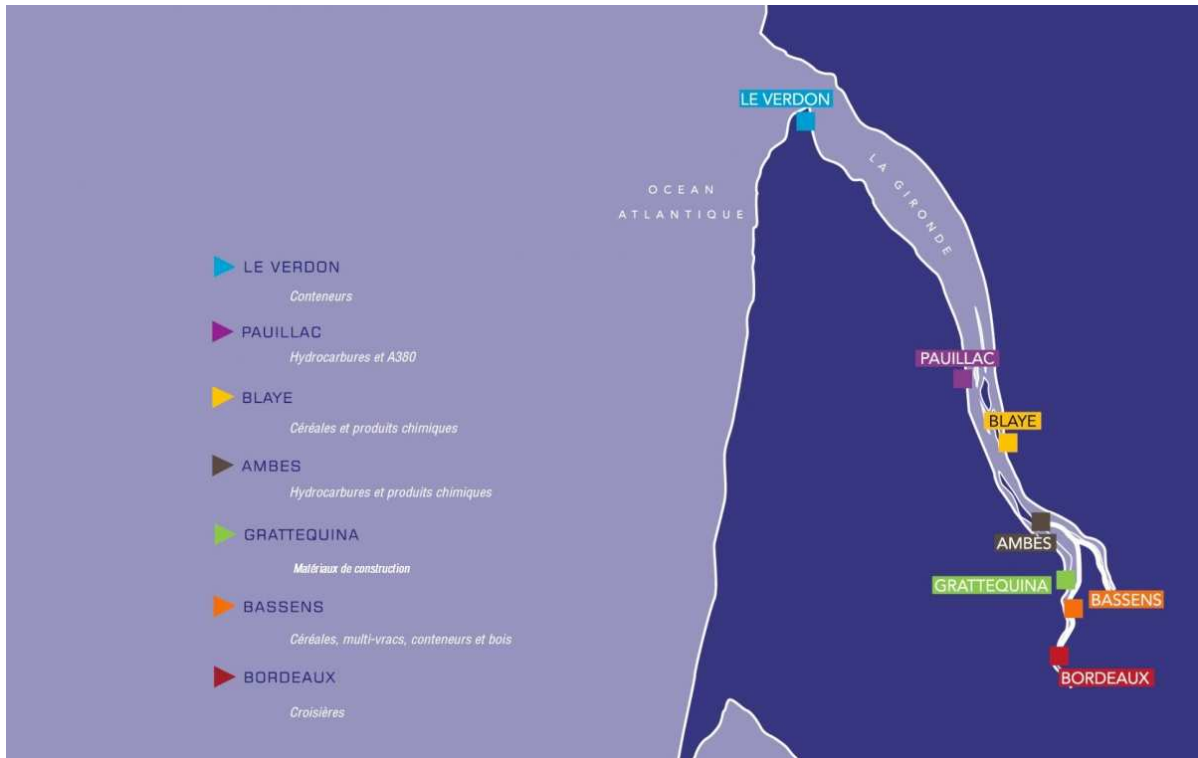 LE VERDON
Conteneurs
PAUILLAC
Hydrocarbures et A380
BLAYE
Céréales et produits chimiques
AMBES
Hydrocarbures et produits chimiques
GRATTEQUINA
Matériaux de construction
BASSENS
Céréales, multi-vracs, conteneurs et bois
BORDEAUX
Croisières
OCEAN
ATLANTIQUE
LE VERDON
LA GIRONDE
PAUILLAC
BLAYE
AMBÈS
GRATTEQUINA
BASSENS
BORDEAUX